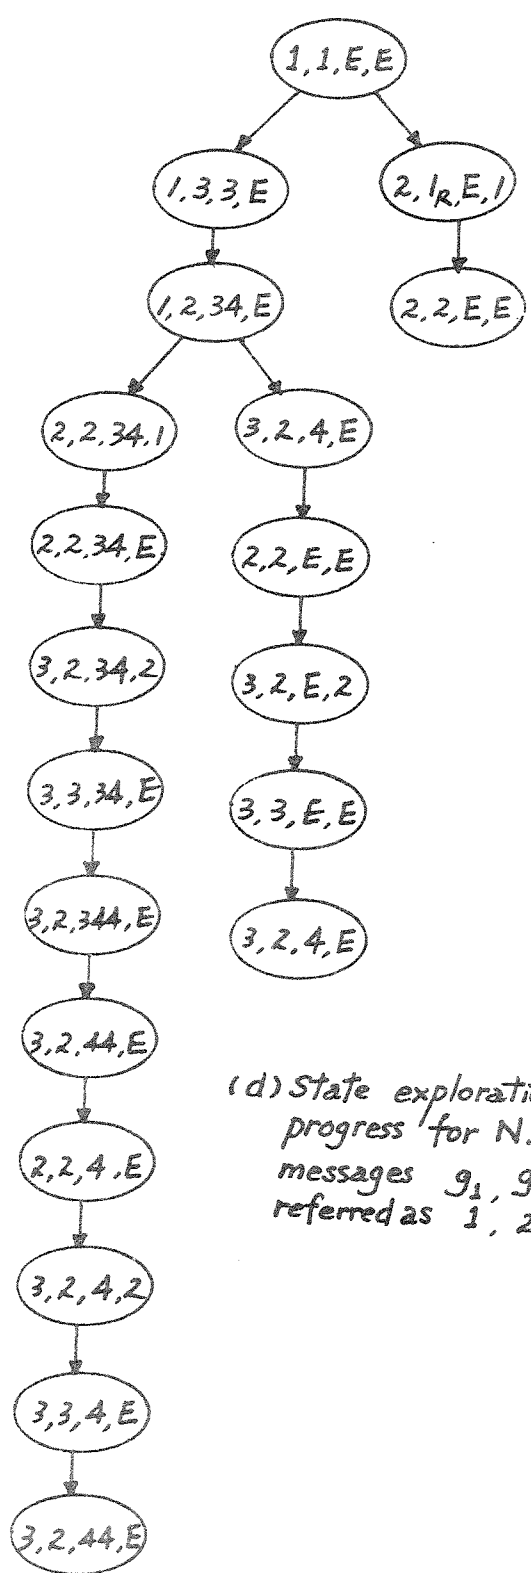 1,1,E,E
1,3,3,E
2,1R,E,1
1,2,34,E
2,2,E,E
2,2,34,1
3,2,4,E
2,2,34,E
2,2,E,E
3,2,34,2
3,2,E,2
3,3,34,E
3,3,E,E
3,2,344,E
3,2,4,E
3,2,44,E
(d) State explorati
progress for N.
2,2,4,E
messages g1, g
referred as 1, 2
3,2,4,2
3,3,4,E
3,2,44,E